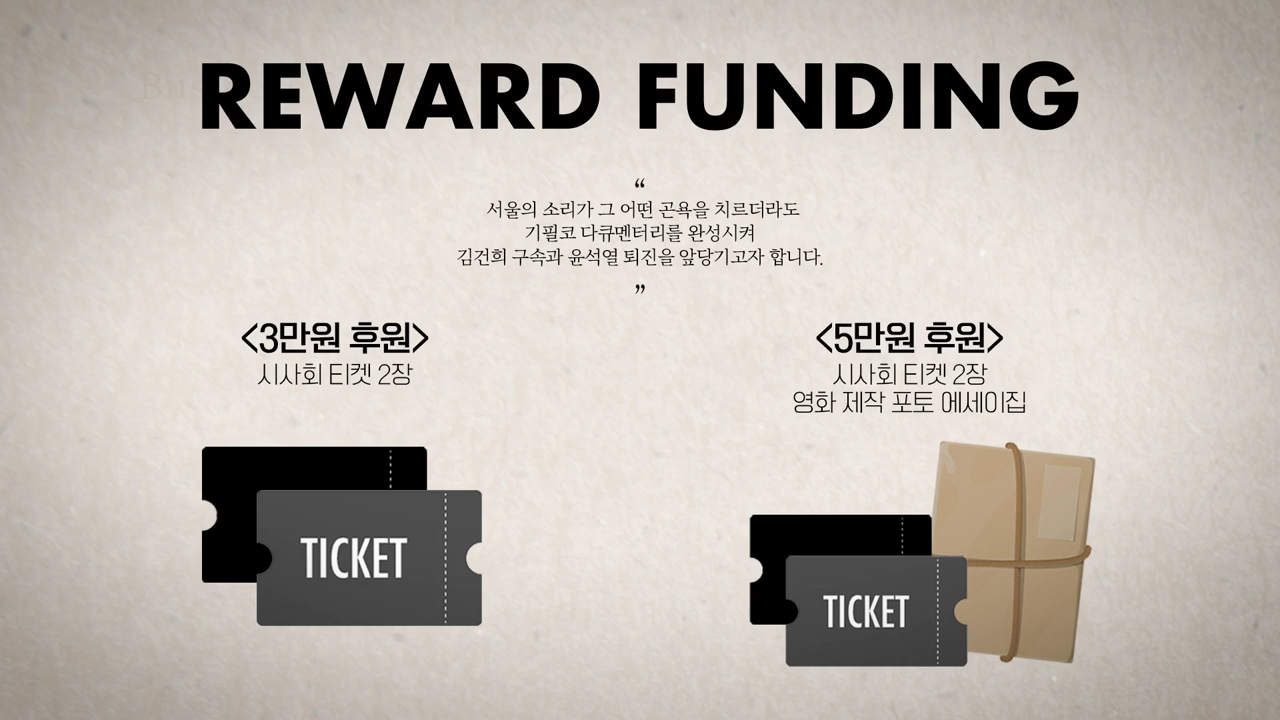 REWARD FUNDING
“
서울의 소리가 그 어떤 곤욕을 치르더라도
기필코 다큐멘터리를 완성시켜
김건희 구속과 윤석열 퇴진을 앞당기고자 합니다.
”
<3만원 후원>
시사회 티켓 2장
<5만원 후원>
시사회 티켓 2장
영화 제작 포토 에세이집
TICKET
TICKET